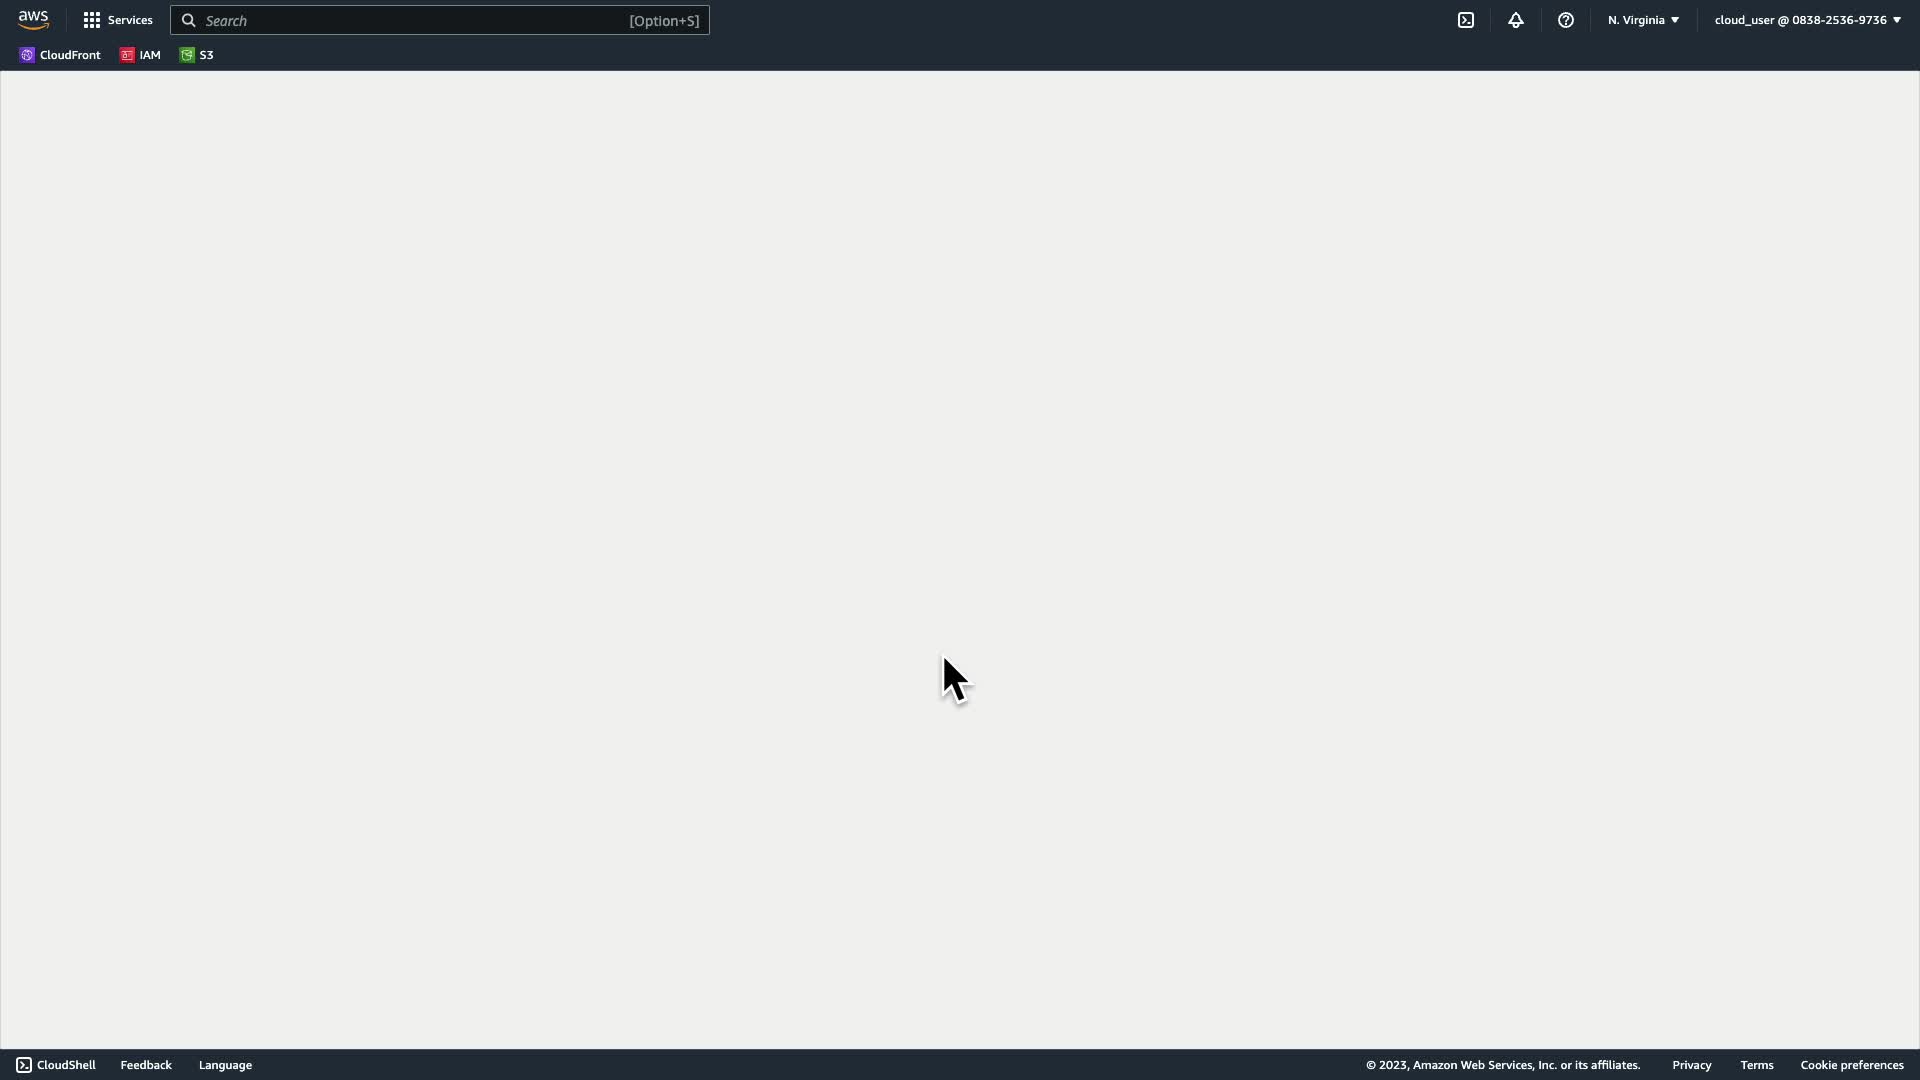 aws Services Search [Option+S] N. Virginia cloud_user @ 0838-2536-9736
CloudFront IAM S3
CloudShell Feedback Language © 2023, Amazon Web Services, Inc. or its affiliates. Privacy Terms Cookie preferences